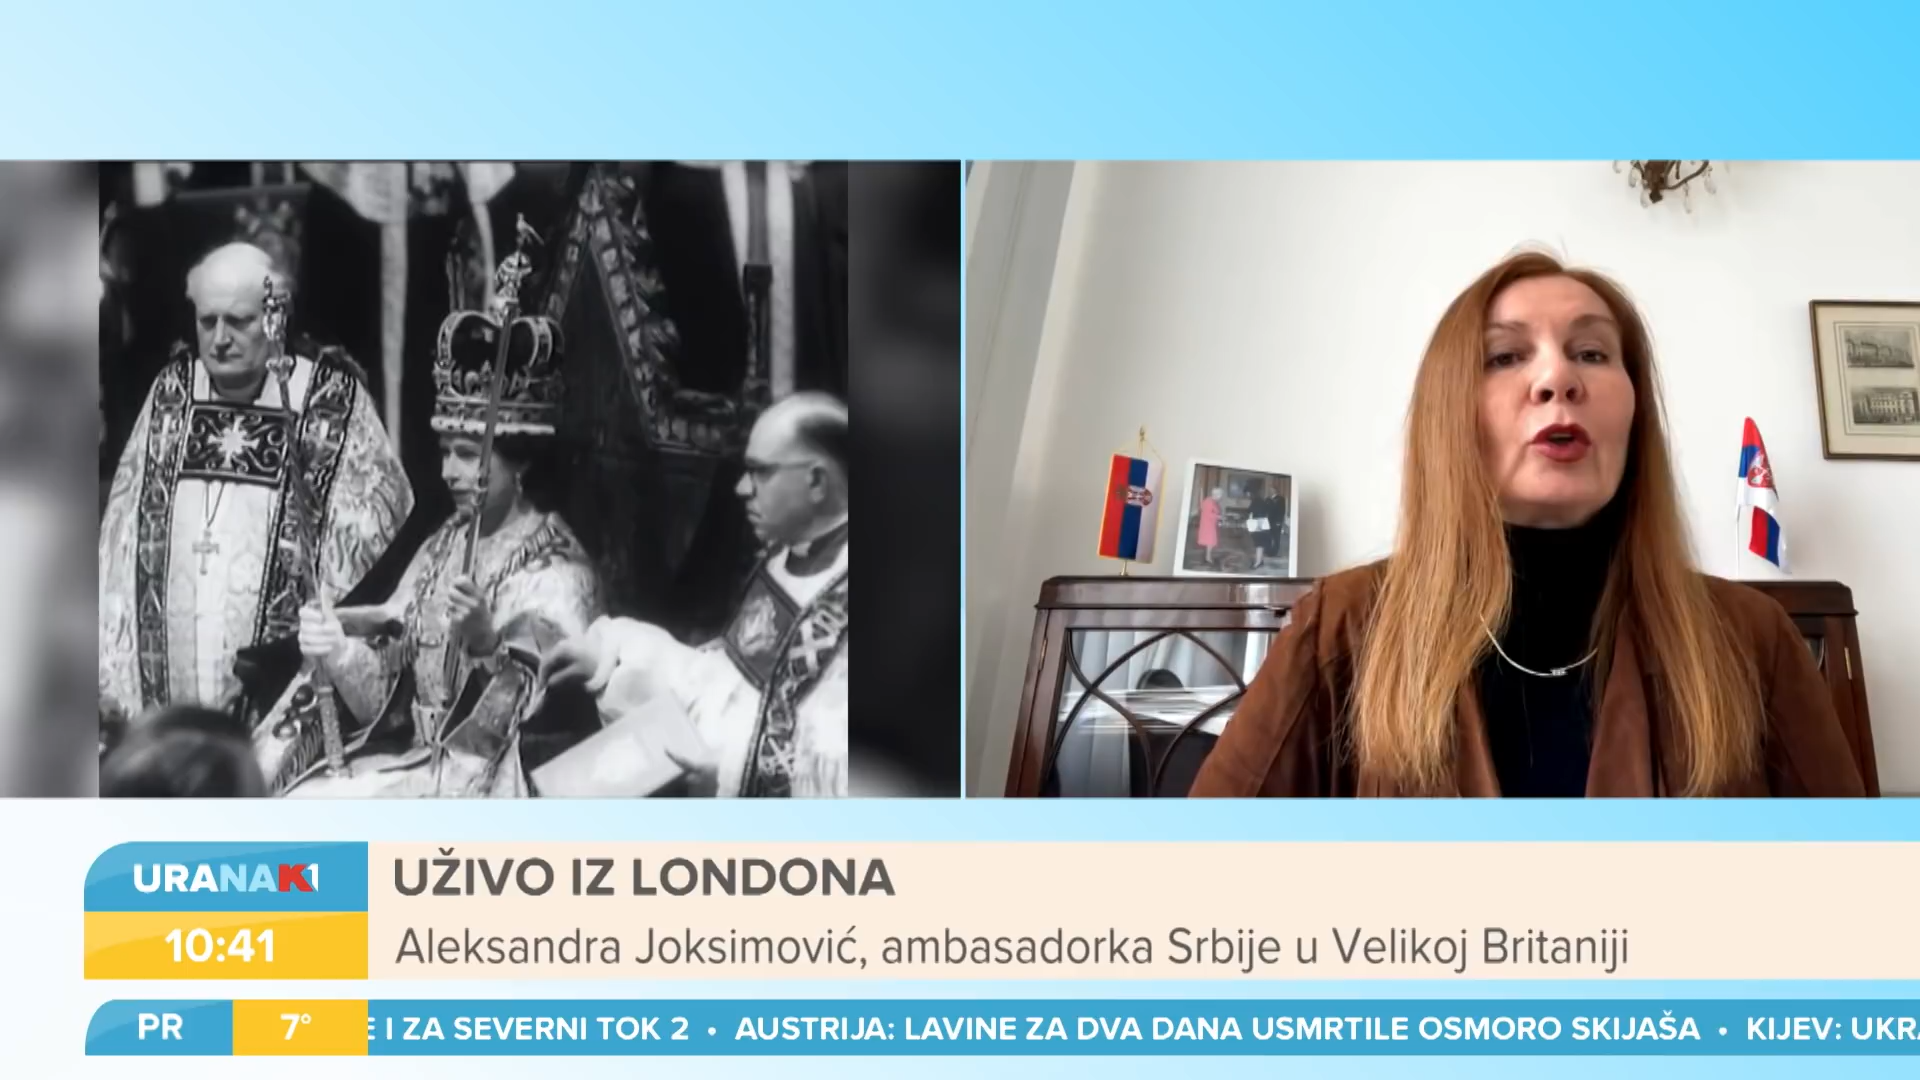 URANAK1
UŽIVO IZ LONDONA
10:41
Aleksandra Joksimović, ambasadorka Srbije u Velikoj Britaniji
PR 7° E I ZA SEVERNI TOK 2 • AUSTRIJA: LAVINE ZA DVA DANA USMRTILE OSMORO SKIJAŠA • KIJEV: UKRA